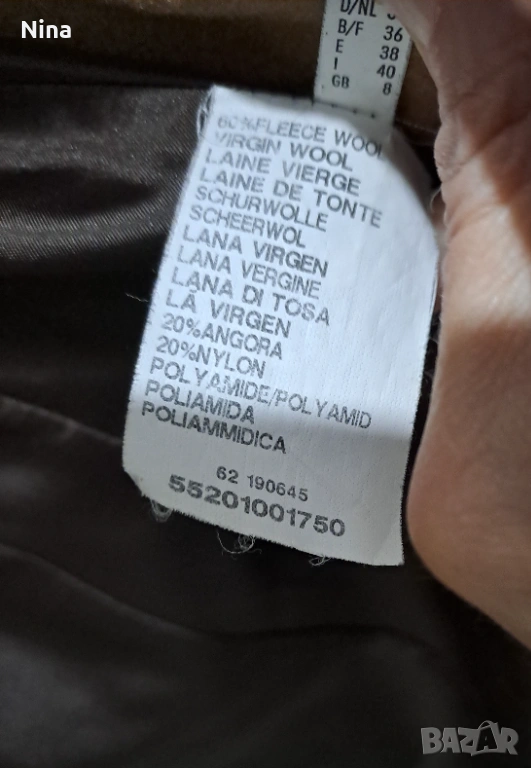 Nina
D/NL
B/F 36
E 38
I 40
GB 8
60%FLEECE WOOL
VIRGIN WOOL
LAINE VIERGE
LAINE DE TONTE
SCHURWOLLE
SCHEERWOL
LANA VIRGEN
LANA VERGINE
LANA DI TOSA
LÃ VIRGEN
20%ANGORA
20%NYLON
POLYAMIDE/POLYAMID
POLIAMIDA
POLIAMMIDICA
62 190645
55201001750
BAZAR